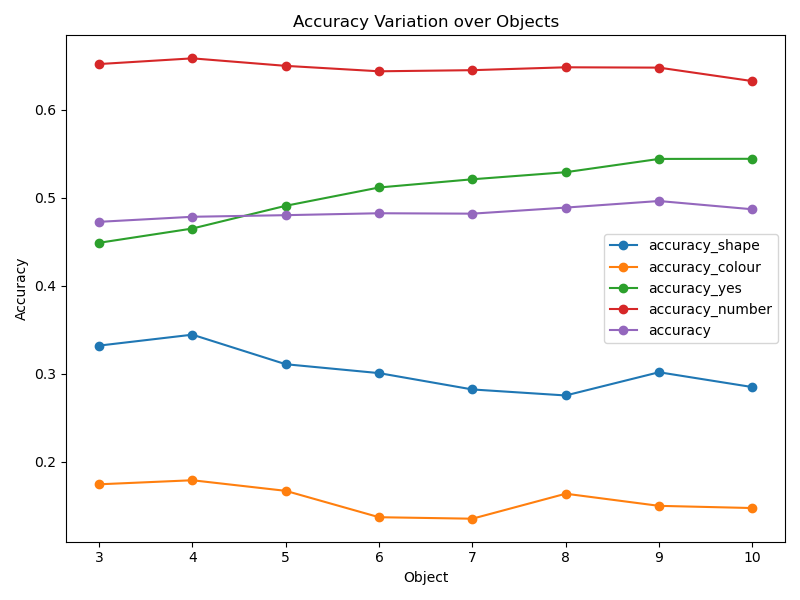 Accuracy Variation over Objects
Accuracy
0.6
0.5
0.4
0.3
0.2
accuracy_shape
accuracy_colour
accuracy_yes
accuracy_number
accuracy
3 4 5 6 7 8 9 10
Object